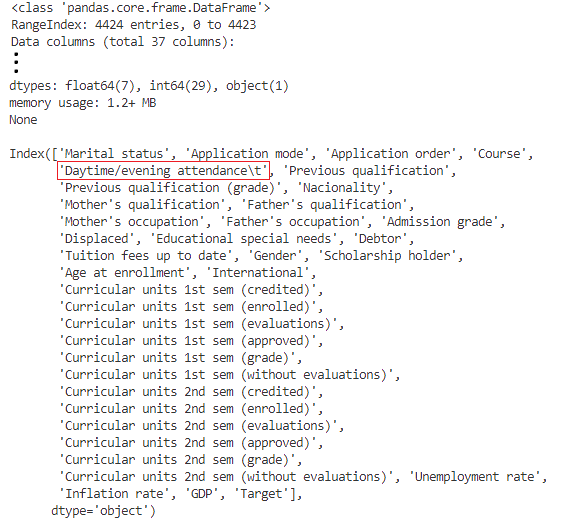 <class 'pandas.core.frame.DataFrame'>
RangeIndex: 4424 entries, 0 to 4423
Data columns (total 37 columns):
⋮
dtypes: float64(7), int64(29), object(1)
memory usage: 1.2+ MB
None
Index(['Marital status', 'Application mode', 'Application order', 'Course',
'Daytime/evening attendance\t', 'Previous qualification',
'Previous qualification (grade)', 'Nacionality',
'Mother's qualification', 'Father's qualification',
'Mother's occupation', 'Father's occupation', 'Admission grade',
'Displaced', 'Educational special needs', 'Debtor',
'Tuition fees up to date', 'Gender', 'Scholarship holder',
'Age at enrollment', 'International',
'Curricular units 1st sem (credited)',
'Curricular units 1st sem (enrolled)',
'Curricular units 1st sem (evaluations)',
'Curricular units 1st sem (approved)',
'Curricular units 1st sem (grade)',
'Curricular units 1st sem (without evaluations)',
'Curricular units 2nd sem (credited)',
'Curricular units 2nd sem (enrolled)',
'Curricular units 2nd sem (evaluations)',
'Curricular units 2nd sem (approved)',
'Curricular units 2nd sem (grade)',
'Curricular units 2nd sem (without evaluations)', 'Unemployment rate',
'Inflation rate', 'GDP', 'Target'],
dtype='object')